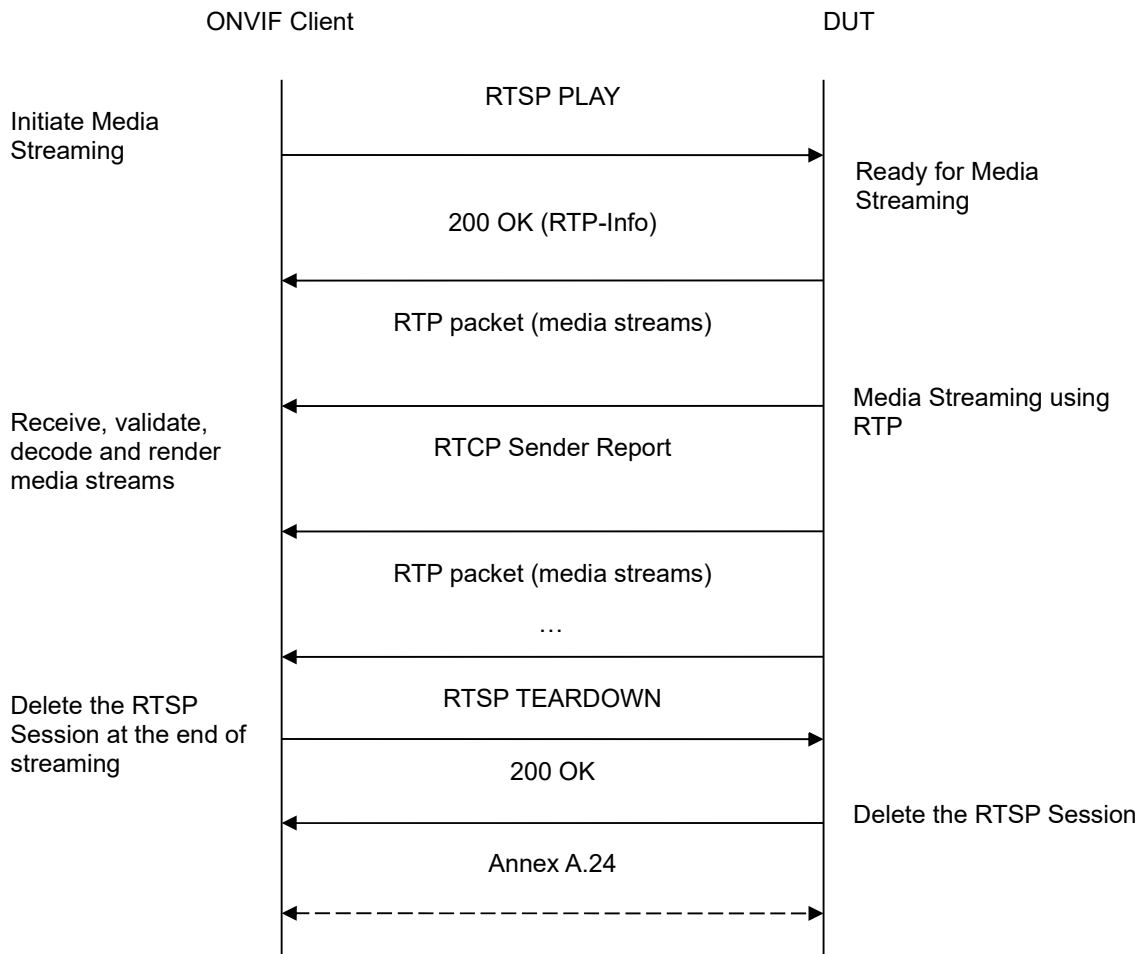 ONVIF Client
DUT
RTSP PLAY
Initiate Media
Streaming
Ready for Media
Streaming
200 OK (RTP-Info)
RTP packet (media streams)
Media Streaming using
RTP
Receive, validate,
decode and render
media streams
RTCP Sender Report
RTP packet (media streams)
…
RTSP TEARDOWN
Delete the RTSP
Session at the end of
streaming
200 OK
Delete the RTSP Session
Annex A.24